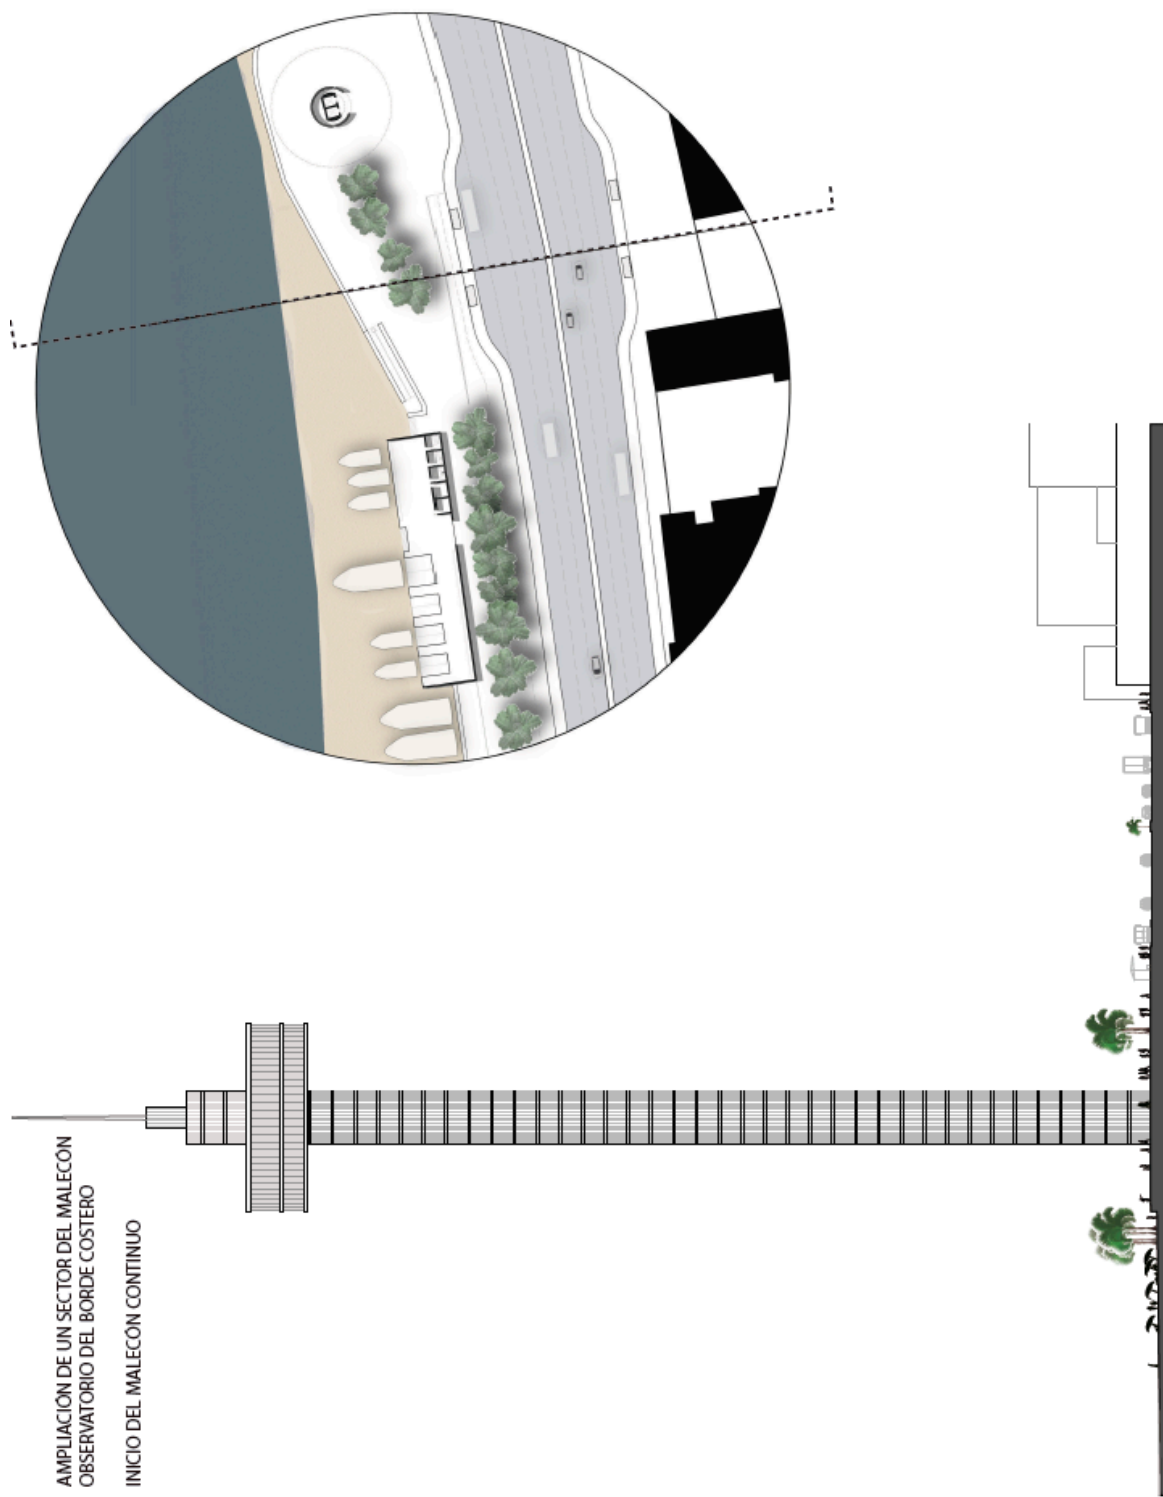 AMPLIACIÓN DE UN SECTOR DEL MALECÓN
OBSERVATORIO DEL BORDE COSTERO
INICIO DEL MALECÓN CONTINUO